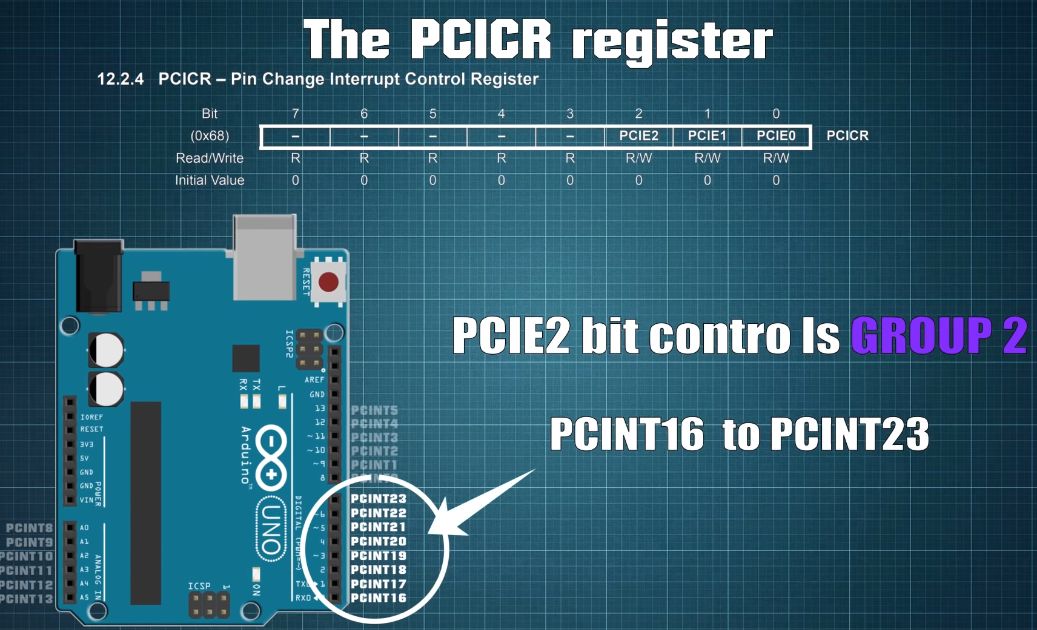 The PCICR register
12.2.4 PCICR – Pin Change Interrupt Control Register
Bit 7 6 5 4 3 2 1 0
(0x68) – – – – – PCIE2 PCIE1 PCIE0 PCICR
Read/Write R R R R R R/W R/W R/W
Initial Value 0 0 0 0 0 0 0 0
RESET
ICSP2
PCIE2 bit contro ls GROUP 2
PCINT16 to PCINT23
AREF
GND
13 PCINT5
12 PCINT4
~11 PCINT3
~10 PCINT2
~9 PCINT1
8
PCINT23
~6 PCINT22
~5 PCINT21
4 PCINT20
~3 PCINT19
2 PCINT18
TX 1 PCINT17
RXD PCINT16
RX TX L
Arduino™
UNO
DIGITAL (PWM=~)
ON
ICSP 1
IOREF
RESET
3V3
5V
GND
GND
VIN
POWER
PCINT8 A0
PCINT9 A1
PCINT10 A2
PCINT11 A3
PCINT12 A4
PCINT13 A5
ANALOG IN